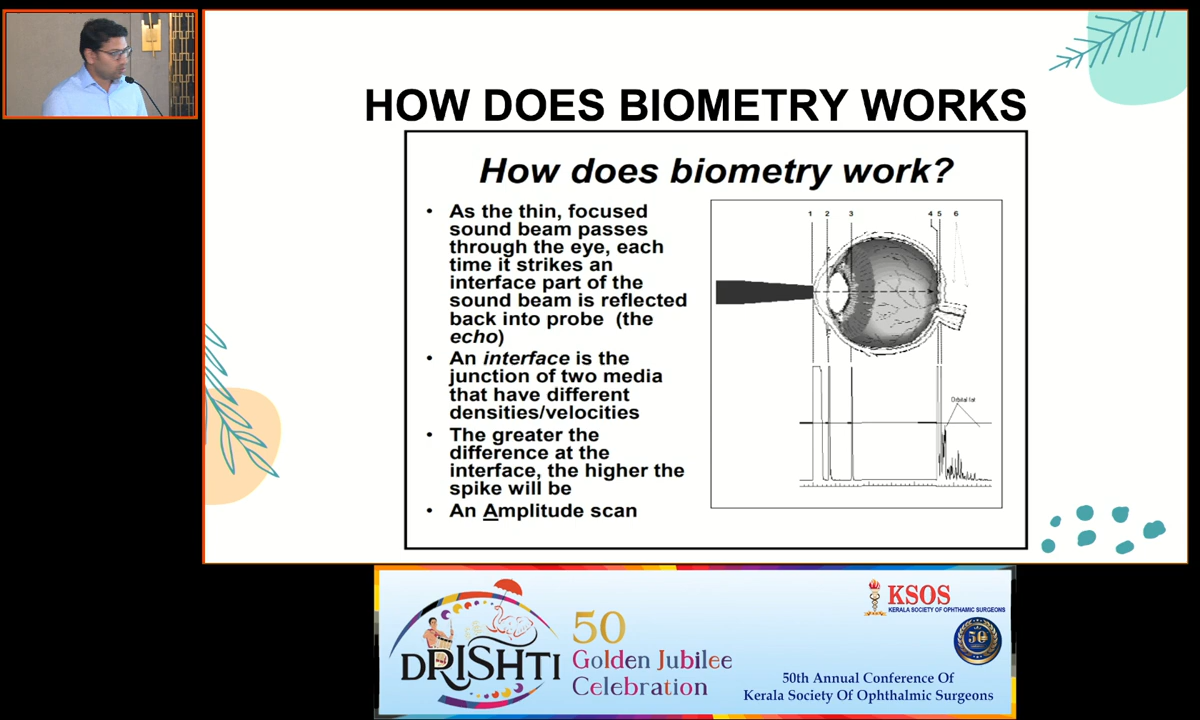 HOW DOES BIOMETRY WORKS
How does biometry work?
• As the thin, focused
sound beam passes
through the eye, each
time it strikes an
interface part of the
sound beam is reflected
back into probe (the
echo)
• An interface is the
junction of two media
that have different
densities/velocities
• The greater the
difference at the
interface, the higher the
spike will be
• An Amplitude scan
1 2 3 4 5 6
Orbital fat
DRISHTI
50
Golden Jubilee
Celebration
KSOS
KERALA SOCIETY OF OPHTHAMIC SURGEONS
50
50th Annual Conference Of
Kerala Society Of Ophthalmic Surgeons